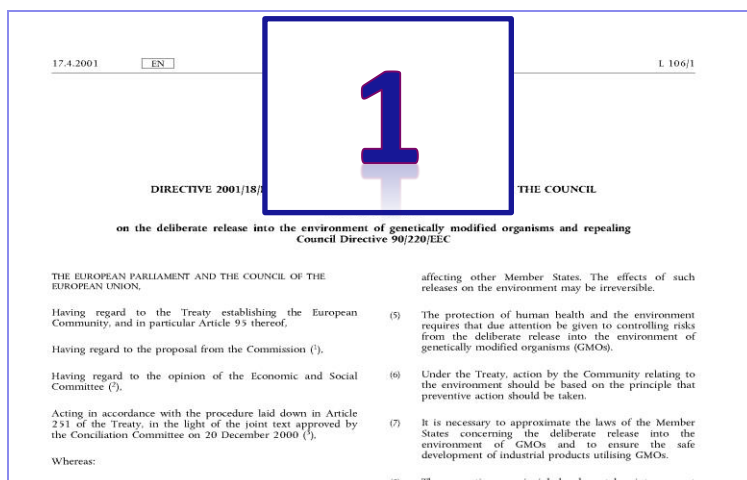 17.4.2001
EN
L 106/1
1
DIRECTIVE 2001/18/
THE COUNCIL
on the deliberate release into the environment of genetically modified organisms and repealing
Council Directive 90/220/EEC
THE EUROPEAN PARLIAMENT AND THE COUNCIL OF THE
EUROPEAN UNION,
Having regard to the Treaty establishing the European
Community, and in particular Article 95 thereof,
Having regard to the proposal from the Commission (¹),
Having regard to the opinion of the Economic and Social
Committee (²),
Acting in accordance with the procedure laid down in Article
251 of the Treaty, in the light of the joint text approved by
the Conciliation Committee on 20 December 2000 (³),
Whereas:
affecting other Member States. The effects of such
releases on the environment may be irreversible.
(5) The protection of human health and the environment
requires that due attention be given to controlling risks
from the deliberate release into the environment of
genetically modified organisms (GMOs).
(6) Under the Treaty, action by the Community relating to
the environment should be based on the principle that
preventive action should be taken.
(7) It is necessary to approximate the laws of the Member
States concerning the deliberate release into the
environment of GMOs and to ensure the safe
development of industrial products utilising GMOs.